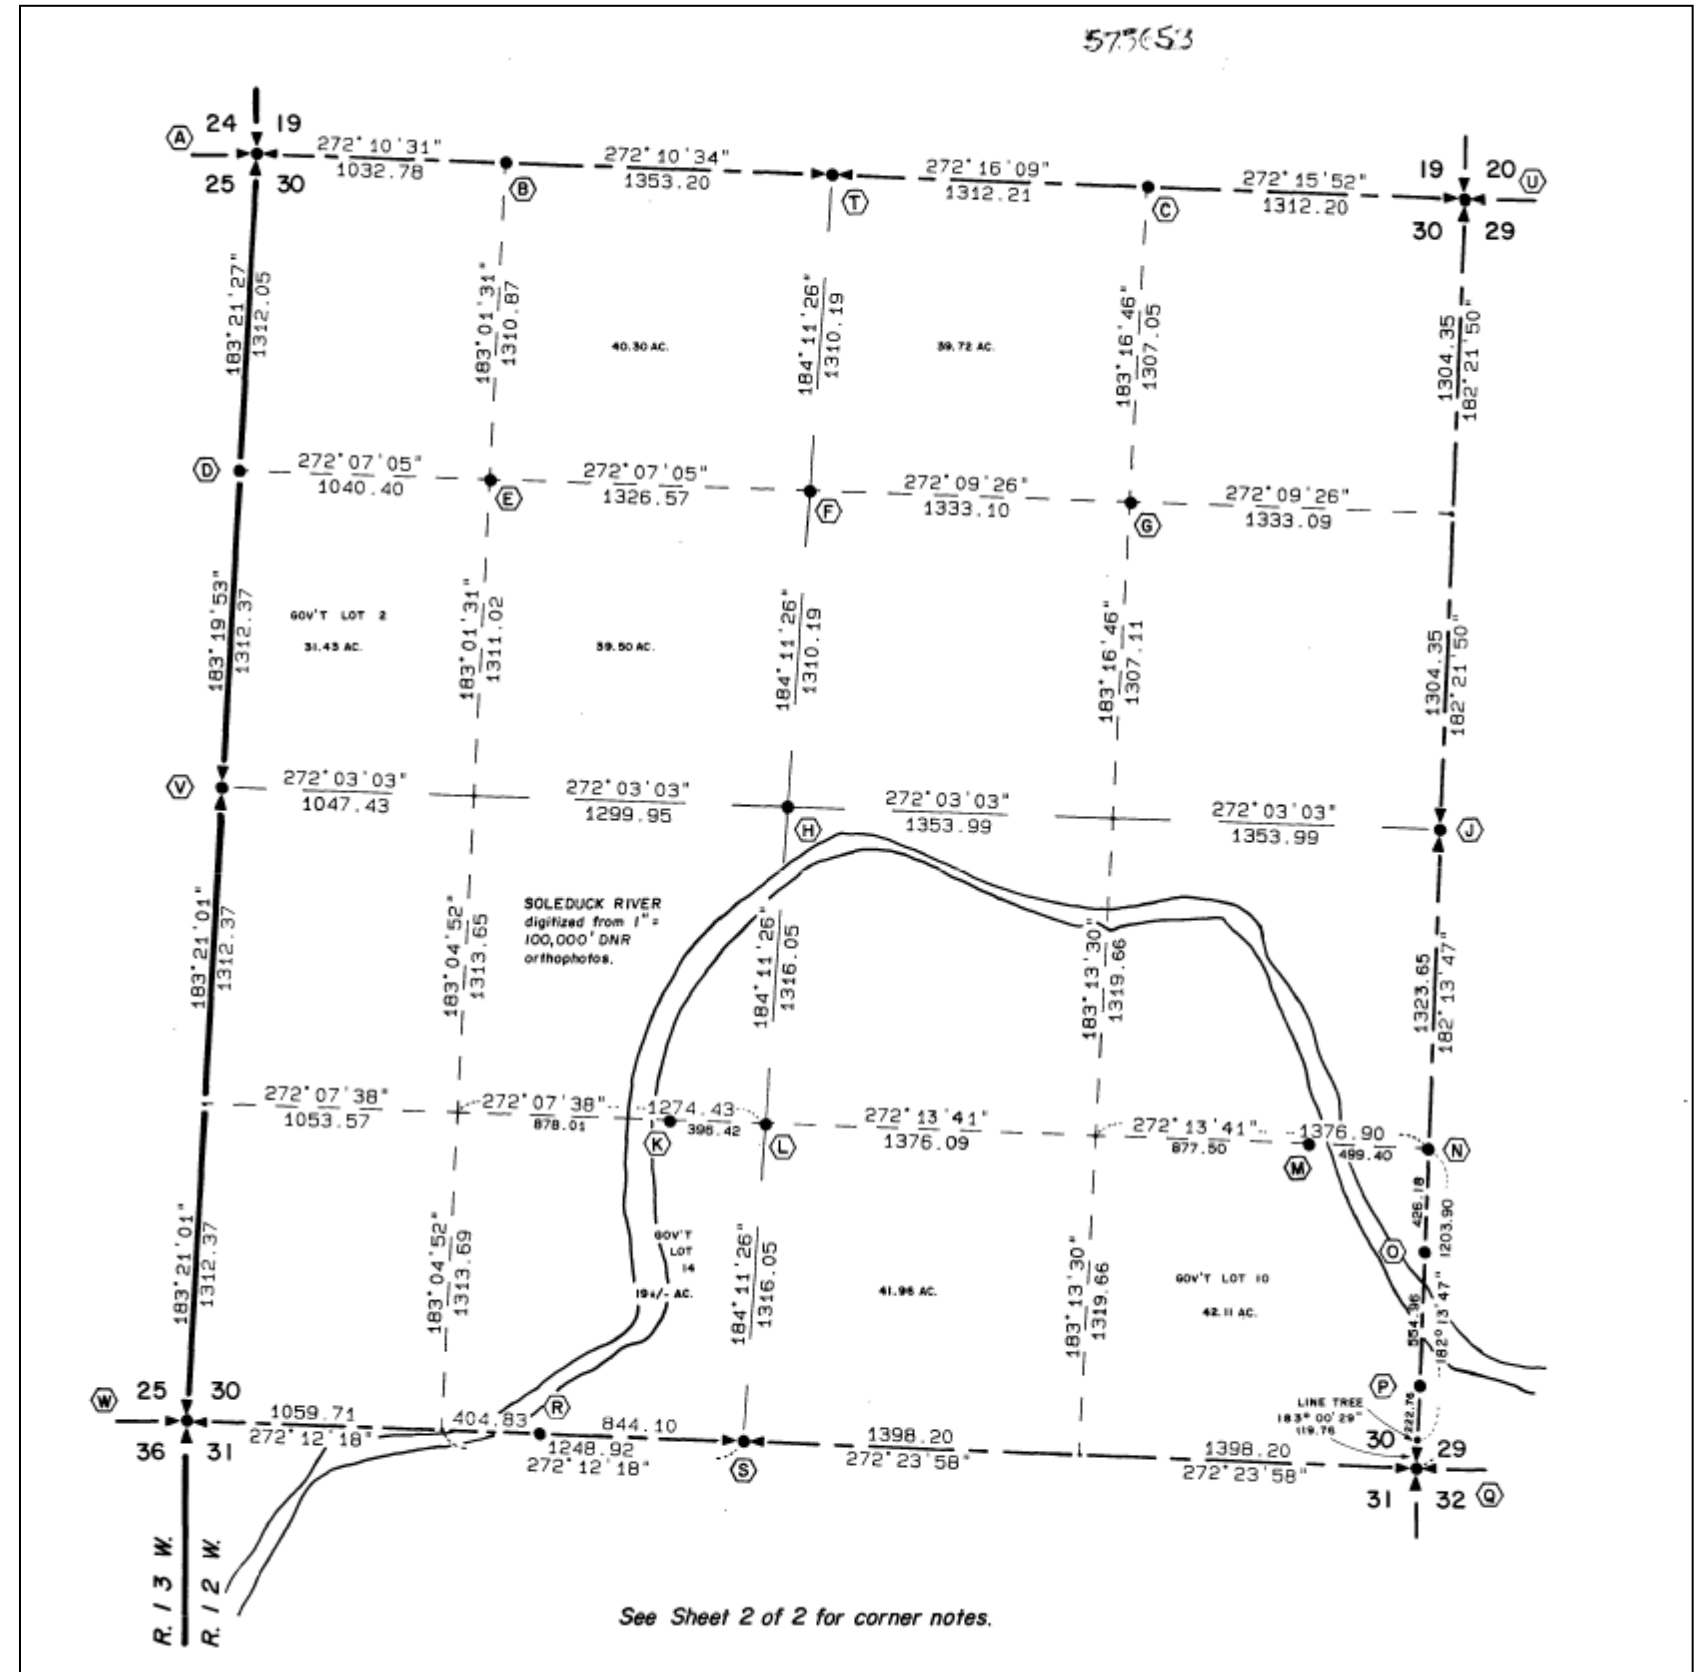 A
24
19
25
30
272°10'31"
1032.78
B
272°10'34"
1353.20
T
272°16'09"
1312.21
C
272°15'52"
1312.20
19
20
U
30
29
183°21'27"
1312.05
183°01'31"
1310.87
40.30 AC.
184°11'26"
1310.19
39.72 AC.
183°16'46"
1307.05
1304.35
182°21'50"
D
272°07'05"
1040.40
E
272°07'05"
1326.57
F
272°09'26"
1333.10
G
272°09'26"
1333.09
183°19'53"
1312.37
GOV'T LOT 2
31.43 AC.
183°01'31"
1311.02
39.50 AC.
184°11'26"
1310.19
183°16'46"
1307.11
1304.35
182°21'50"
V
272°03'03"
1047.43
272°03'03"
1299.95
H
272°03'03"
1353.99
272°03'03"
1353.99
J
183°21'01"
1312.37
183°04'52"
1313.65
SOLEDUCK RIVER
digitized from 1"=
100,000' DNR
orthophotos.
184°11'26"
1316.05
183°13'30"
1319.66
1323.65
182°13'47"
272°07'38"
1053.57
272°07'38"
878.01
1274.43
K
L
272°13'41"
1376.09
272°13'41"
877.50
1376.90
499.40
M
N
183°21'01"
1312.37
183°04'52"
1313.69
GOV'T
LOT
14
19+/- AC.
184°11'26"
1316.05
41.96 AC.
183°13'30"
1319.66
GOV'T LOT 10
42.11 AC.
426.18
1203.90
O
554.96
182°13'47"
P
222.76
LINE TREE
183°00'29"
119.76
W
25
30
36
31
1059.71
272°12'18"
404.83
R
844.10
1248.92
272°12'18"
S
1398.20
272°23'58"
1398.20
272°23'58"
30
29
31
32
Q
R. 13 W.
R. 12 W.
See Sheet 2 of 2 for corner notes.